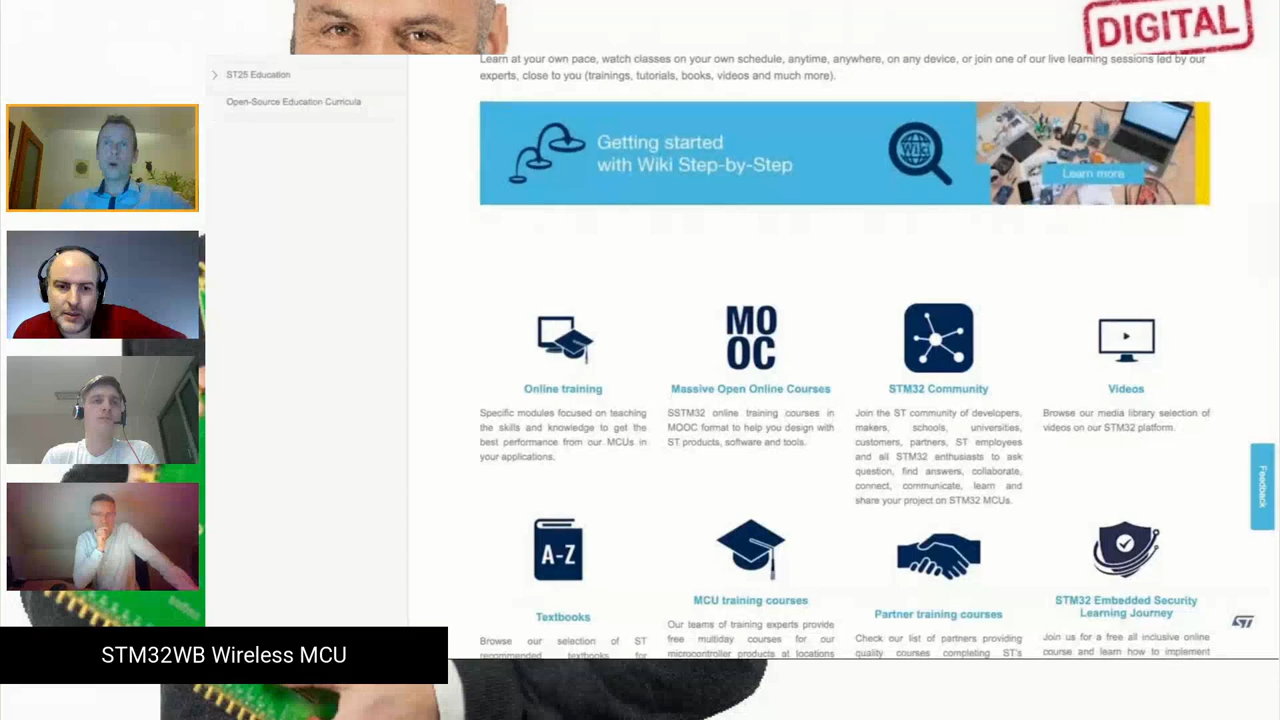 DIGITAL
Learn at your own pace, watch classes on your own schedule, anytime, anywhere, on any device, or join one of our live learning sessions led by our
experts, close to you (trainings, tutorials, books, videos and much more).
ST25 Education
Open-Source Education Curricula
Getting started
with Wiki Step-by-Step
Wiki
Learn more
MO
OC
Online training
Specific modules focused on teaching
the skills and knowledge to get the
best performance from our MCUs in
your applications.
Massive Open Online Courses
SSTM32 online training courses in
MOOC format to help you design with
ST products, software and tools.
STM32 Community
Join the ST community of developers,
makers, schools, universities,
customers, partners, ST employees
and all STM32 enthusiasts to ask
question, find answers, collaborate,
connect, communicate, learn and
share your project on STM32 MCUs.
Videos
Browse our media library selection of
videos on our STM32 platform.
Feedback
A-Z
Textbooks
Browse our selection of ST
recommended textbooks for
MCU training courses
Our teams of training experts provide
free multiday courses for our
microcontroller products at locations
Partner training courses
Check our list of partners providing
quality courses completing ST's
STM32 Embedded Security
Learning Journey
Join us for a free all inclusive online
course and learn how to implement
ST
STM32WB Wireless MCU